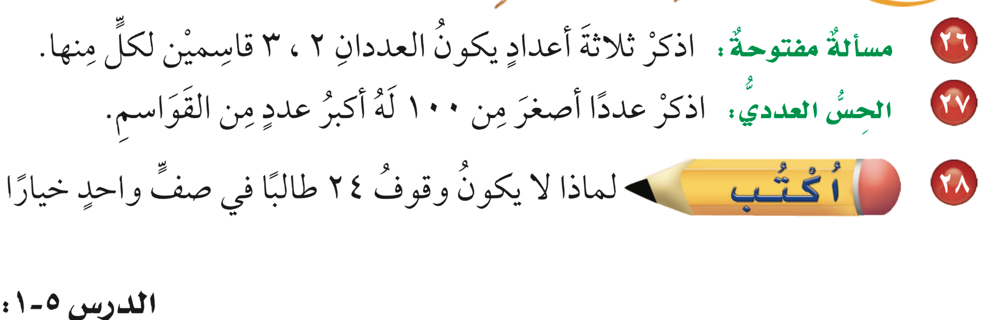 ٢٦ مسألةٌ مفتوحةٌ: اذكرْ ثلاثةَ أعدادٍ يكونُ العددانِ ٢ ، ٣ قاسِميْن لكلٍّ مِنها.
٢٧ الحِسُّ العدديُّ: اذكرْ عددًا أصغرَ مِن ١٠٠ لَهُ أكبرُ عددٍ مِن القَوَاسمِ.
٢٨ اُكْتُب لماذا لا يكونُ وقوفُ ٢٤ طالبًا في صفٍّ واحدٍ خيارًا
الدرس ٥-١: